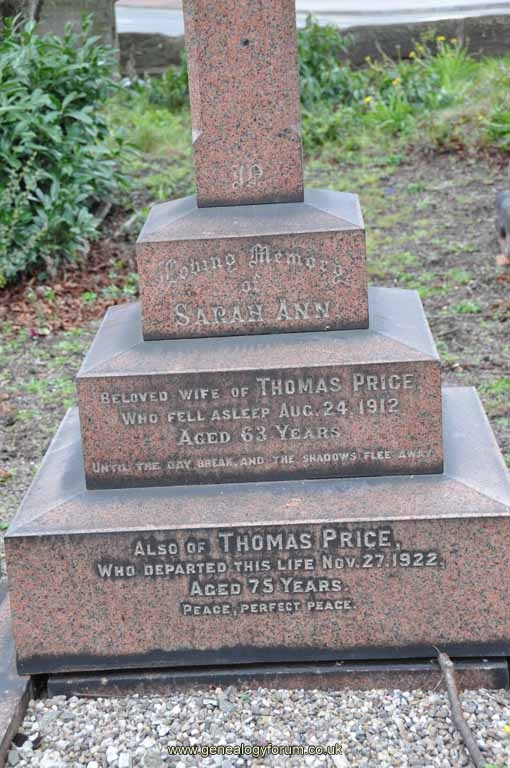 In
Loving Memory
of
SARAH ANN
BELOVED WIFE OF THOMAS PRICE,
WHO FELL ASLEEP AUG. 24, 1912
AGED 63 YEARS
UNTIL THE DAY BREAK, AND THE SHADOWS FLEE AWAY.
ALSO OF THOMAS PRICE,
WHO DEPARTED THIS LIFE NOV. 27. 1922,
AGED 75 YEARS.
PEACE, PERFECT PEACE.
www.genealogyforum.co.uk